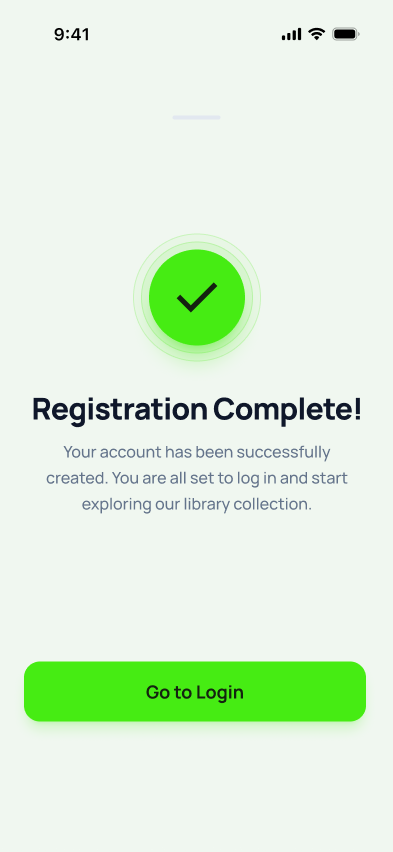 9:41
Registration Complete!
Your account has been successfully
created. You are all set to log in and start
exploring our library collection.
Go to Login